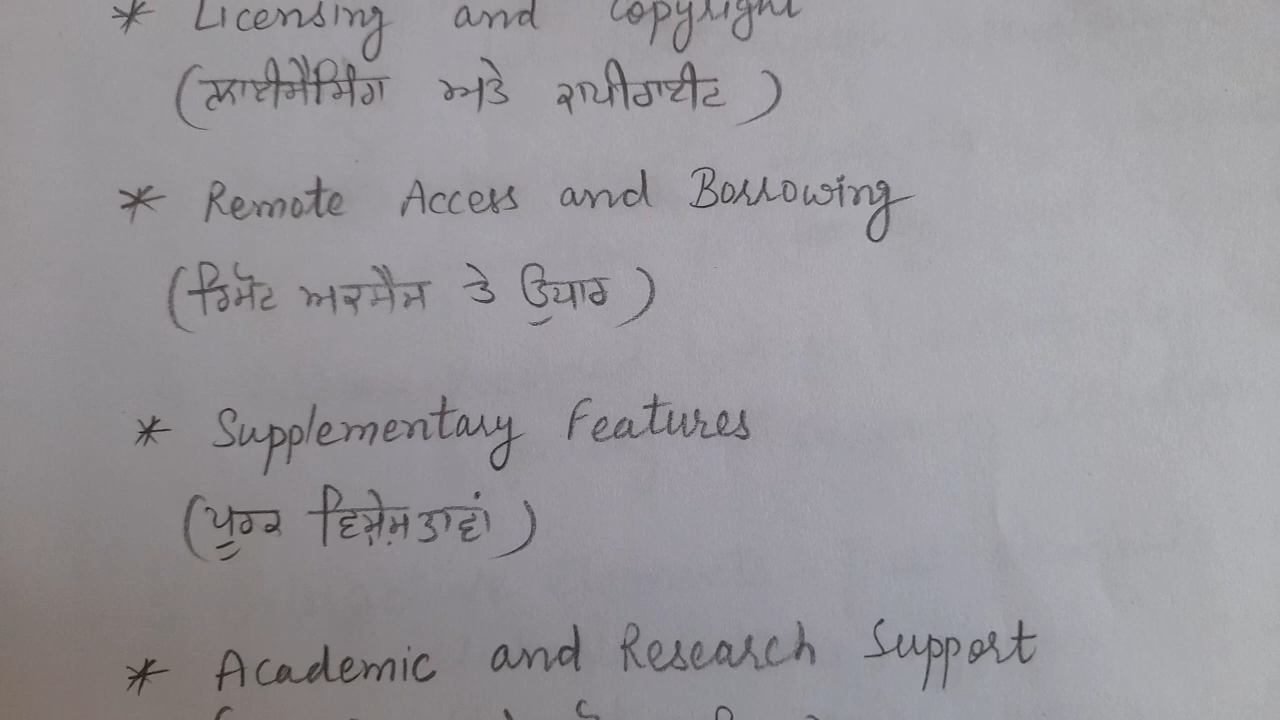 * Licensing and Copyright
(ਲਾਈਸੈਸਿੰਗ ਅਤੇ ਕਾਪੀਰਾਈਟ)
* Remote Access and Borrowing
(ਰਿਮੋਟ ਅਕਸੈਸ ਤੇ ਉਧਾਰ)
* Supplementary Features
(ਪੂਰਕ ਵਿਸ਼ੇਸ਼ਤਾਵਾਂ)
* Academic and Research Support